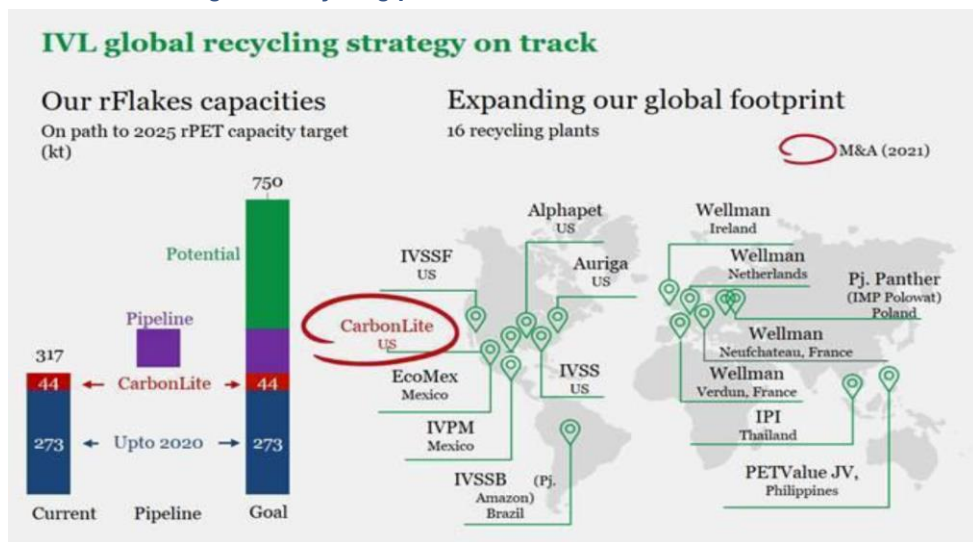 IVL global recycling strategy on track
Our rFlakes capacities
On path to 2025 rPET capacity target
(kt)
750
Potential
Pipeline
317
44
CarbonLite
44
273
Upto 2020
273
Current
Pipeline
Goal
Expanding our global footprint
16 recycling plants
M&A (2021)
Alphapet
US
Wellman
Ireland
IVSSF
US
Auriga
US
Wellman
Netherlands
Pj. Panther
(IMP Polowat)
Poland
CarbonLite
US
Wellman
Neufchateau, France
EcoMex
Mexico
IVSS
US
Wellman
Verdun, France
IVPM
Mexico
IPI
Thailand
IVSSB (Pj.
Amazon)
Brazil
PETValue JV,
Philippines